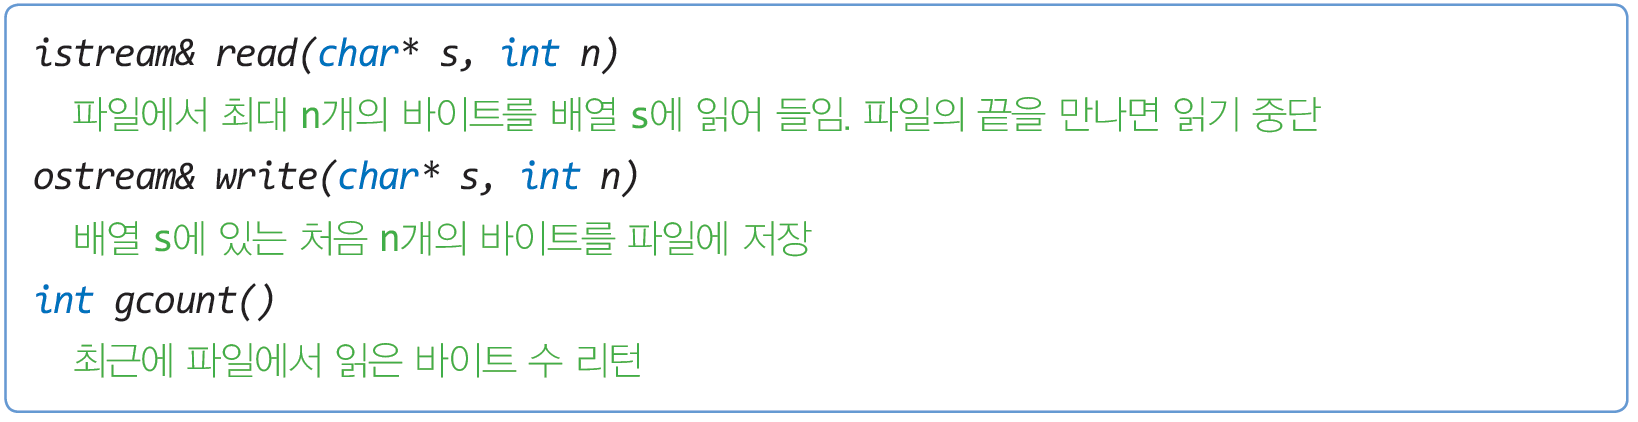 istream& read(char* s, int n)
파일에서 최대 n개의 바이트를 배열 s에 읽어 들임. 파일의 끝을 만나면 읽기 중단
ostream& write(char* s, int n)
배열 s에 있는 처음 n개의 바이트를 파일에 저장
int gcount()
최근에 파일에서 읽은 바이트 수 리턴